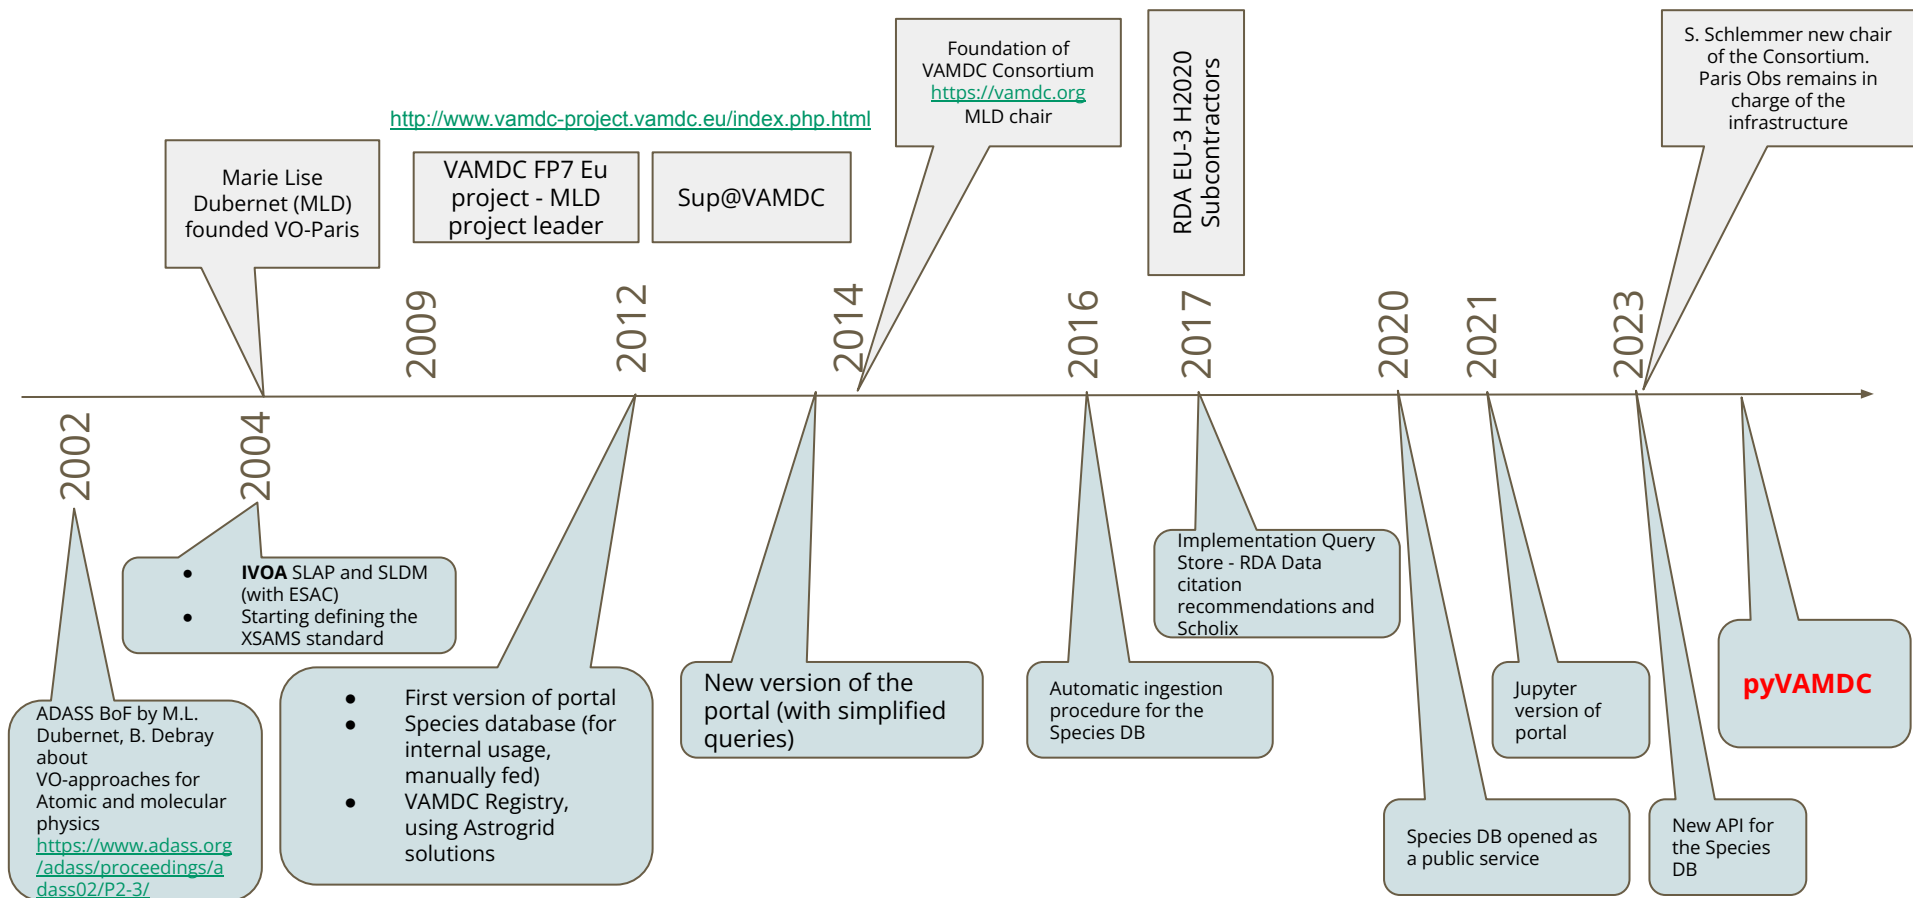 http://www.vamdc-project.vamdc.eu/index.php.html
Marie Lise
Dubernet (MLD)
founded VO-Paris
VAMDC FP7 Eu
project - MLD
project leader
Sup@VAMDC
Foundation of
VAMDC Consortium
https://vamdc.org
MLD chair
RDA EU-3 H2020
Subcontractors
S. Schlemmer new chair
of the Consortium.
Paris Obs remains in
charge of the
infrastructure
2002
2004
2009
2012
2014
2016
2017
2020
2021
2023
ADASS BoF by M.L.
Dubernet, B. Debray
about
VO-approaches for
Atomic and molecular
physics
https://www.adass.org
/adass/proceedings/a
dass02/P2-3/
● IVOA SLAP and SLDM
(with ESAC)
● Starting defining the
XSAMS standard
● First version of portal
● Species database (for
internal usage,
manually fed)
● VAMDC Registry,
using Astrogrid
solutions
New version of the
portal (with simplified
queries)
Automatic ingestion
procedure for the
Species DB
Implementation Query
Store - RDA Data
citation
recommendations and
Scholix
Species DB opened as
a public service
Jupyter
version of
portal
New API for
the Species
DB
pyVAMDC